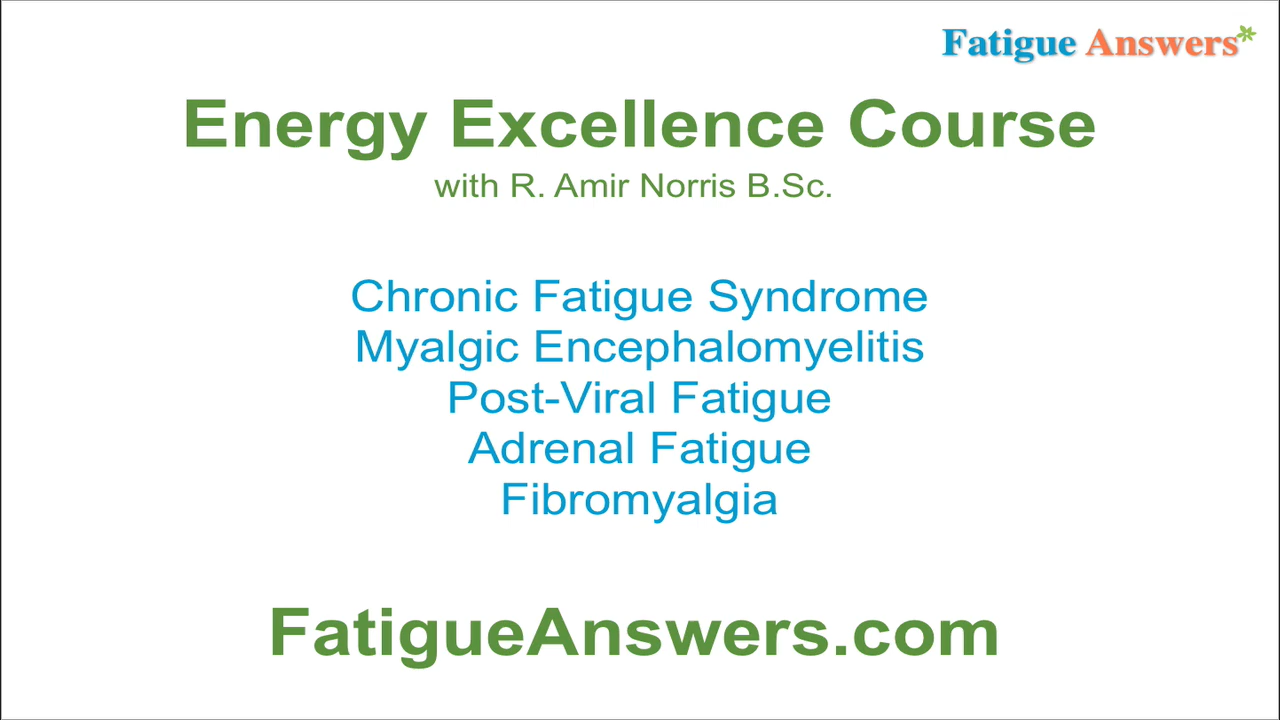 Fatigue Answers
Energy Excellence Course
with R. Amir Norris B.Sc.
Chronic Fatigue Syndrome
Myalgic Encephalomyelitis
Post-Viral Fatigue
Adrenal Fatigue
Fibromyalgia
FatigueAnswers.com